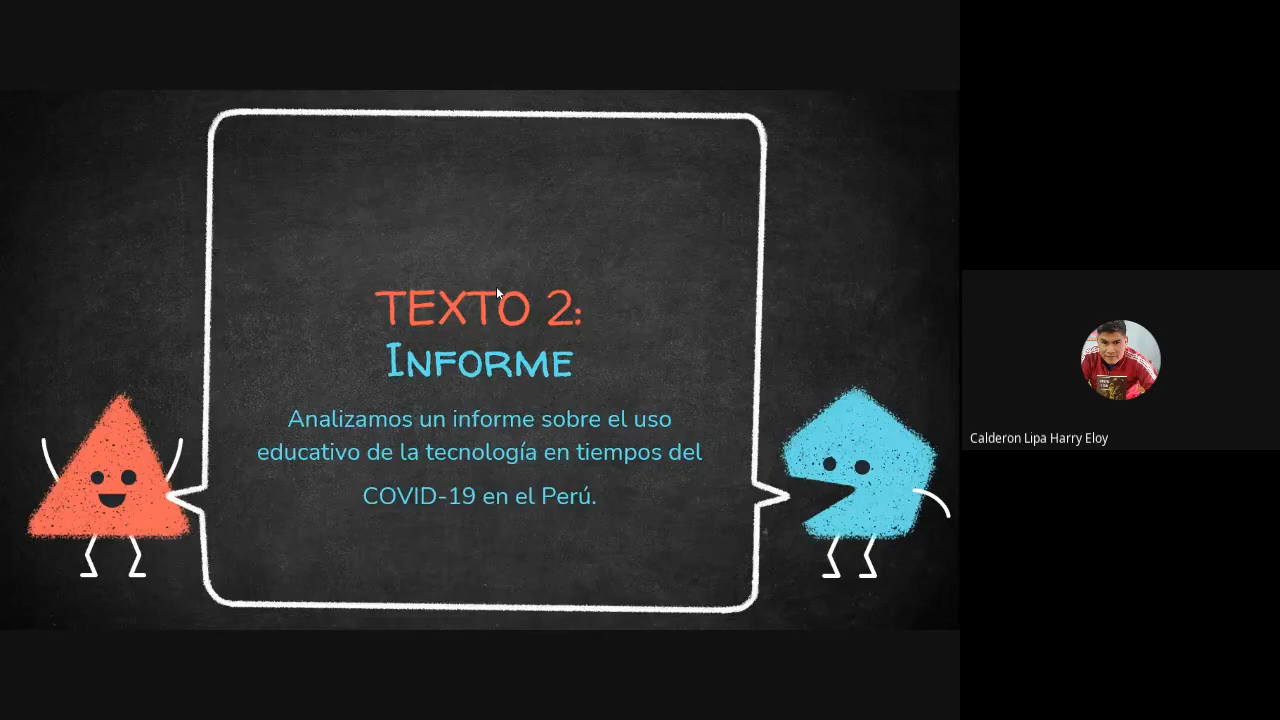 TEXTO 2:
INFORME
Analizamos un informe sobre el uso
educativo de la tecnología en tiempos del
COVID-19 en el Perú.
Calderon Lipa Harry Eloy